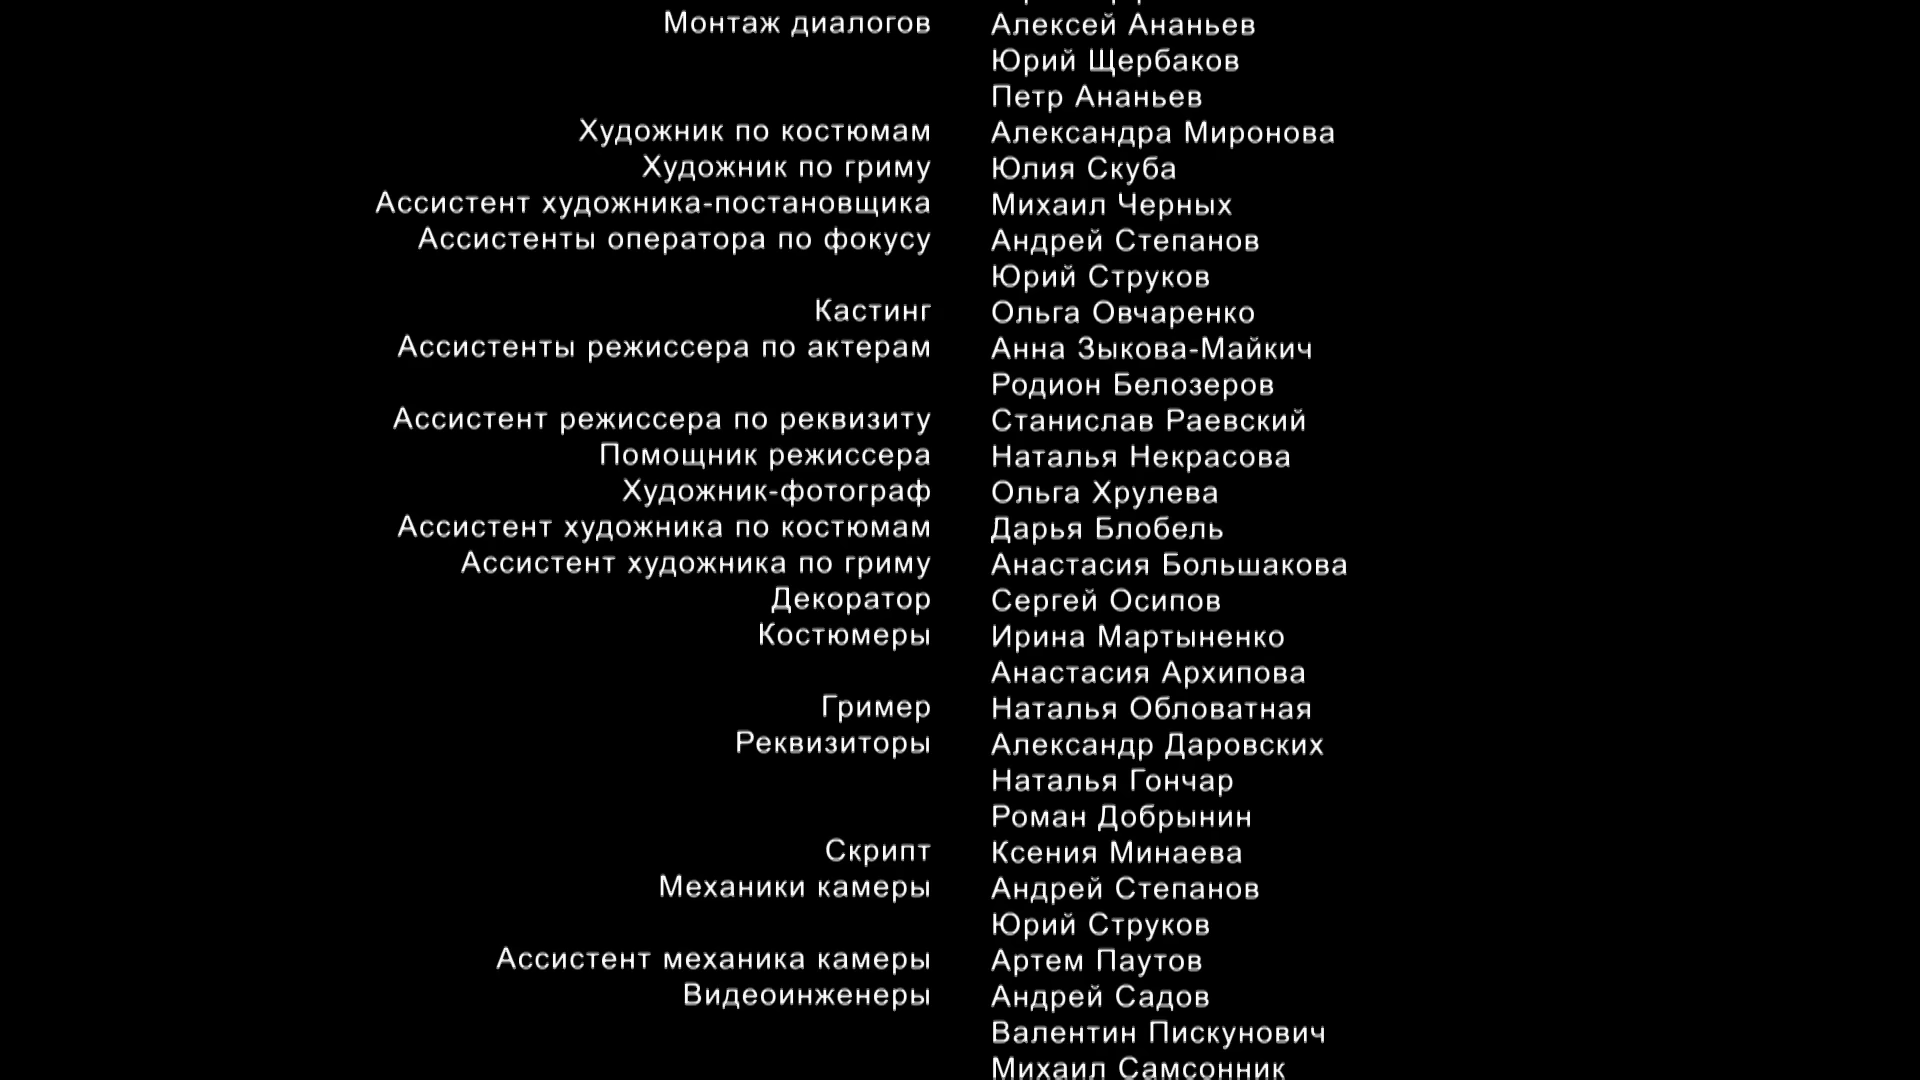 Монтаж диалогов Алексей Ананьев
Юрий Щербаков
Петр Ананьев
Художник по костюмам Александра Миронова
Художник по гриму Юлия Скуба
Ассистент художника-постановщика Михаил Черных
Ассистенты оператора по фокусу Андрей Степанов
Юрий Струков
Кастинг Ольга Овчаренко
Ассистенты режиссера по актерам Анна Зыкова-Майкич
Родион Белозеров
Ассистент режиссера по реквизиту Станислав Раевский
Помощник режиссера Наталья Некрасова
Художник-фотограф Ольга Хрулева
Ассистент художника по костюмам Дарья Блобель
Ассистент художника по гриму Анастасия Большакова
Декоратор Сергей Осипов
Костюмеры Ирина Мартыненко
Анастасия Архипова
Гример Наталья Обловатная
Реквизиторы Александр Даровских
Наталья Гончар
Роман Добрынин
Скрипт Ксения Минаева
Механики камеры Андрей Степанов
Юрий Струков
Ассистент механика камеры Артем Паутов
Видеоинженеры Андрей Садов
Валентин Пискунович
Михаил Самсонник